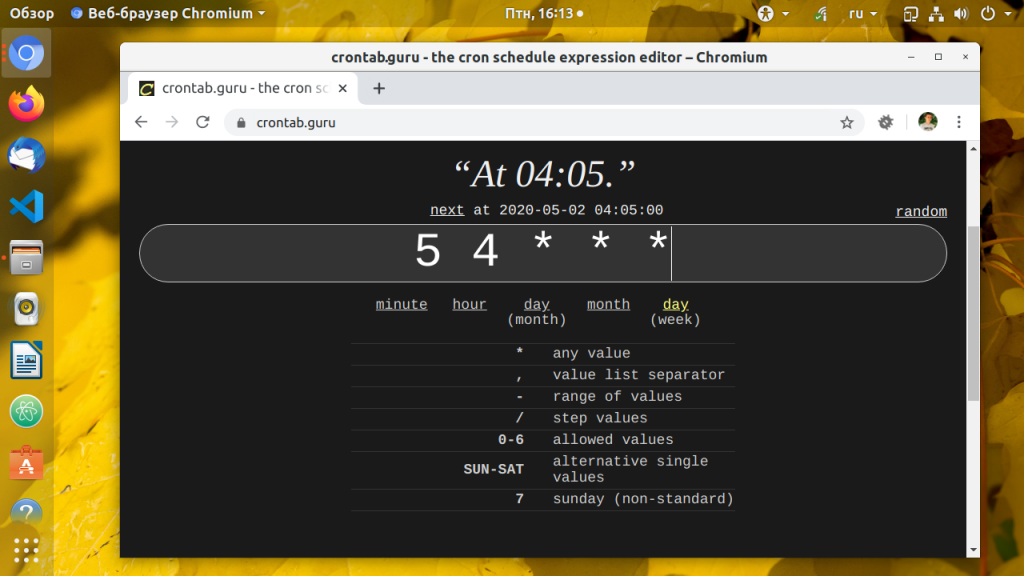 Обзор Веб-браузер Chromium Птн, 16:13 ru
crontab.guru - the cron schedule expression editor – Chromium
crontab.guru - the cron sc
crontab.guru
“At 04:05.”
next at 2020-05-02 04:05:00
random
5 4 * * *
minute hour day month day
(month) (week)
* any value
, value list separator
- range of values
/ step values
0-6 allowed values
SUN-SAT alternative single
values
7 sunday (non-standard)